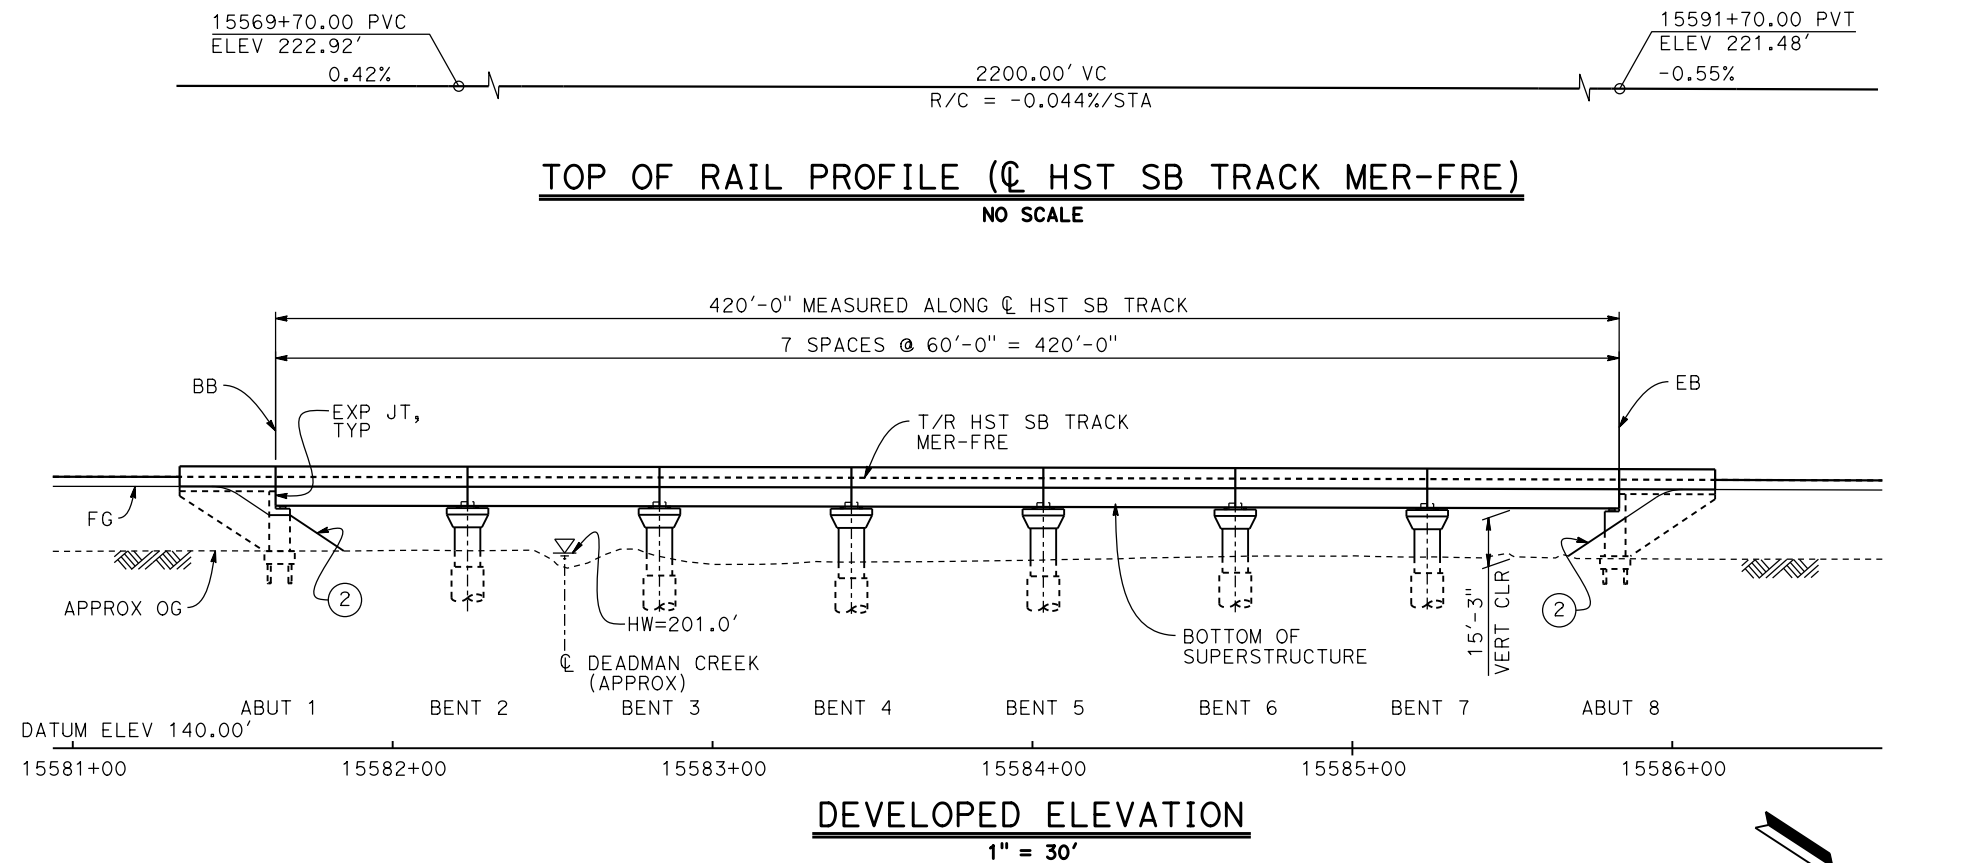 15569+70.00 PVC
ELEV 222.92'
0.42%
2200.00' VC
R/C = -0.044%/STA
15591+70.00 PVT
ELEV 221.48'
-0.55%
TOP OF RAIL PROFILE (℄ HST SB TRACK MER-FRE)
NO SCALE
420'-0" MEASURED ALONG ℄ HST SB TRACK
7 SPACES @ 60'-0" = 420'-0"
BB
EB
EXP JT,
TYP
T/R HST SB TRACK
MER-FRE
FG
APPROX OG
2
HW=201.0'
℄ DEADMAN CREEK
(APPROX)
BOTTOM OF
SUPERSTRUCTURE
15'-3"
VERT CLR
2
ABUT 1
BENT 2
BENT 3
BENT 4
BENT 5
BENT 6
BENT 7
ABUT 8
DATUM ELEV 140.00'
15581+00
15582+00
15583+00
15584+00
15585+00
15586+00
DEVELOPED ELEVATION
1" = 30'